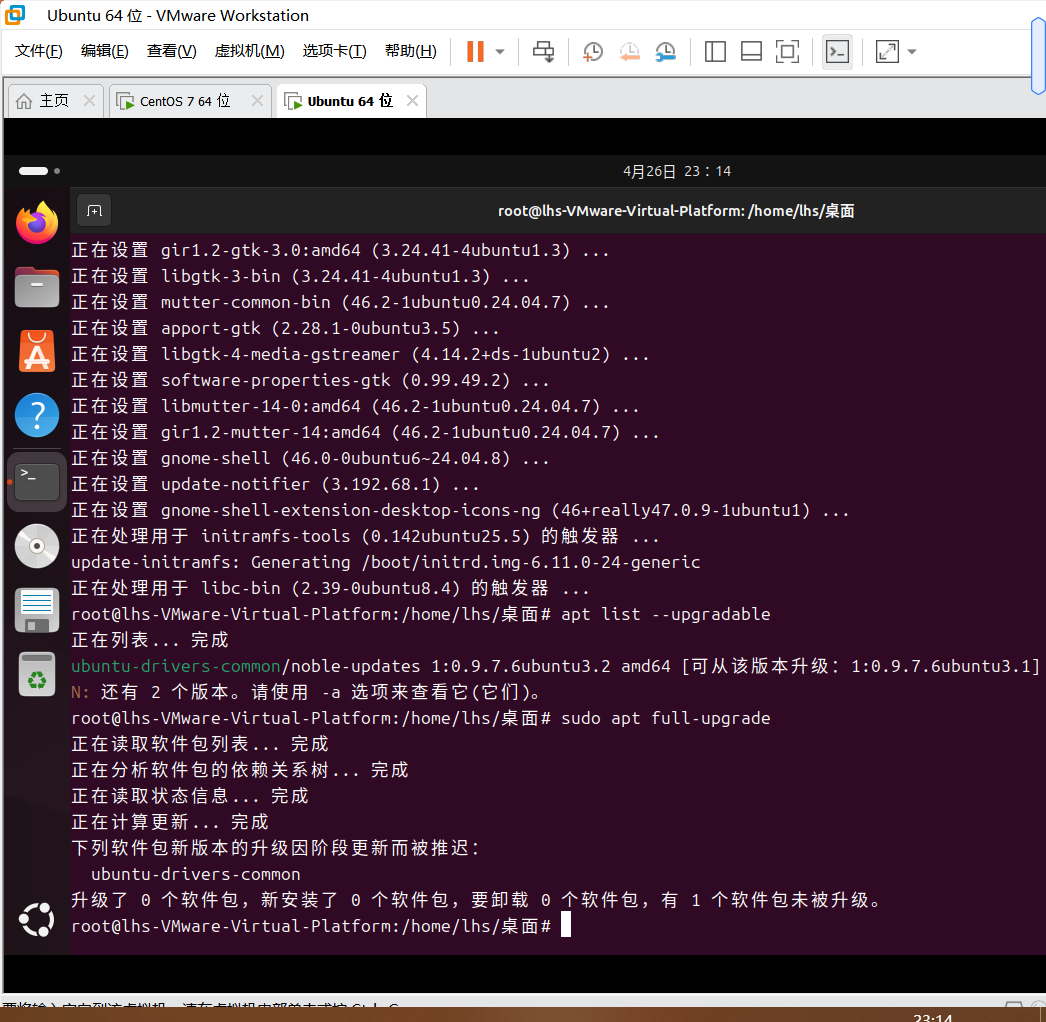 Ubuntu 64 位 - VMware Workstation
文件(F) 编辑(E) 查看(V) 虚拟机(M) 选项卡(T) 帮助(H)
主页 CentOS 7 64 位 Ubuntu 64 位
4月26日 23：14
root@lhs-VMware-Virtual-Platform: /home/lhs/桌面
正在设置 gir1.2-gtk-3.0:amd64 (3.24.41-4ubuntu1.3) ...
正在设置 libgtk-3-bin (3.24.41-4ubuntu1.3) ...
正在设置 mutter-common-bin (46.2-1ubuntu0.24.04.7) ...
正在设置 apport-gtk (2.28.1-0ubuntu3.5) ...
正在设置 libgtk-4-media-gstreamer (4.14.2+ds-1ubuntu2) ...
正在设置 software-properties-gtk (0.99.49.2) ...
正在设置 libmutter-14-0:amd64 (46.2-1ubuntu0.24.04.7) ...
正在设置 gir1.2-mutter-14:amd64 (46.2-1ubuntu0.24.04.7) ...
正在设置 gnome-shell (46.0-0ubuntu6~24.04.8) ...
正在设置 update-notifier (3.192.68.1) ...
正在设置 gnome-shell-extension-desktop-icons-ng (46+really47.0.9-1ubuntu1) ...
正在处理用于 initramfs-tools (0.142ubuntu25.5) 的触发器 ...
update-initramfs: Generating /boot/initrd.img-6.11.0-24-generic
正在处理用于 libc-bin (2.39-0ubuntu8.4) 的触发器 ...
root@lhs-VMware-Virtual-Platform:/home/lhs/桌面# apt list --upgradable
正在列表... 完成
ubuntu-drivers-common/noble-updates 1:0.9.7.6ubuntu3.2 amd64 [可从该版本升级：1:0.9.7.6ubuntu3.1]
N: 还有 2 个版本。请使用 -a 选项来查看它(它们)。
root@lhs-VMware-Virtual-Platform:/home/lhs/桌面# sudo apt full-upgrade
正在读取软件包列表... 完成
正在分析软件包的依赖关系树... 完成
正在读取状态信息... 完成
正在计算更新... 完成
下列软件包新版本的升级因阶段更新而被推迟：
ubuntu-drivers-common
升级了 0 个软件包，新安装了 0 个软件包，要卸载 0 个软件包，有 1 个软件包未被升级。
root@lhs-VMware-Virtual-Platform:/home/lhs/桌面#
23:14